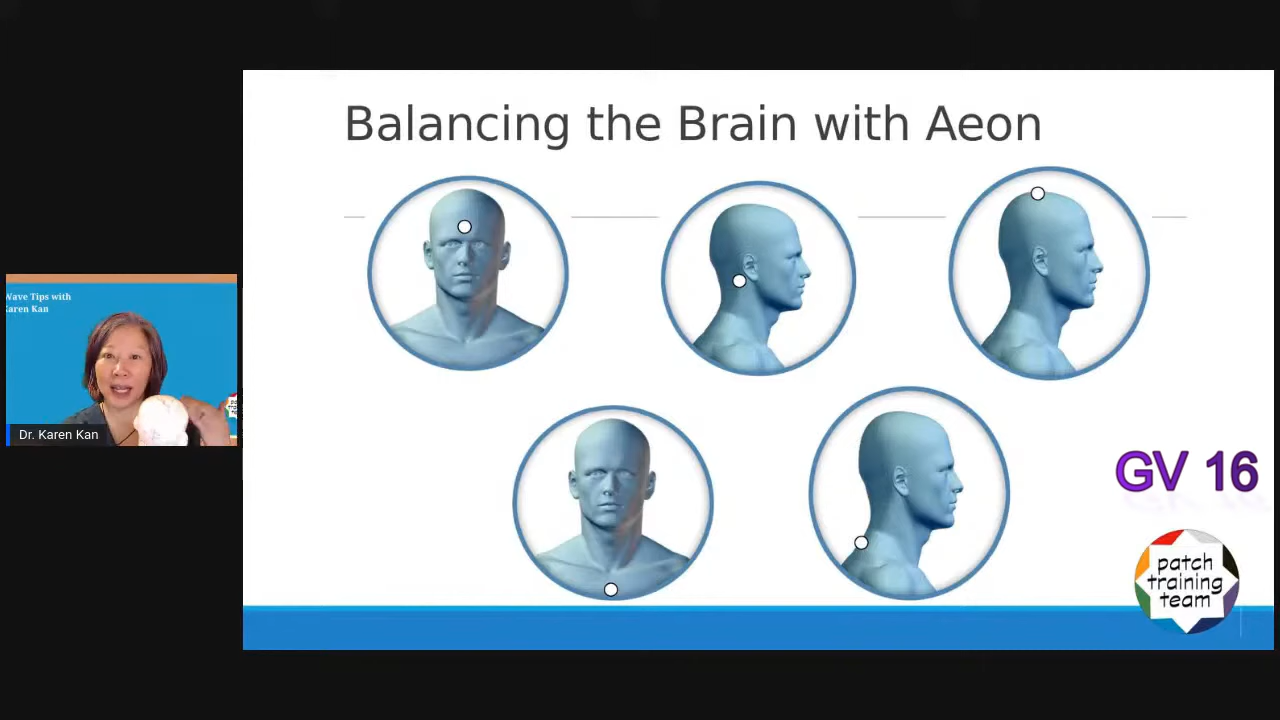 Balancing the Brain with Aeon
Wave Tips with
Karen Kan
Dr. Karen Kan
GV 16
patch
training
team